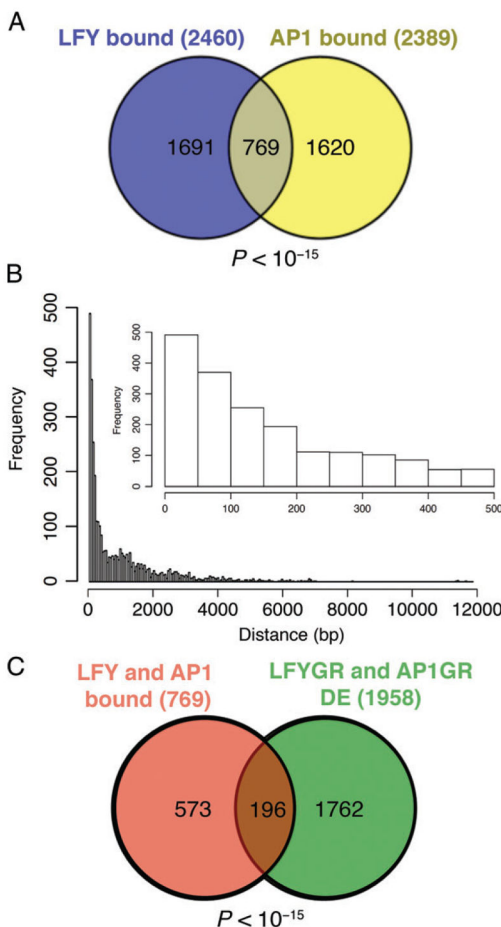 A
LFY bound (2460) AP1 bound (2389)
1691 769 1620
P < 10⁻¹⁵
B
500
400
300
200
100
0
Frequency
500
400
300
200
100
0
Frequency
0 100 200 300 400 500
0 2000 4000 6000 8000 10000 12000
Distance (bp)
C
LFY and AP1
bound (769)
LFYGR and AP1GR
DE (1958)
573 196 1762
P < 10⁻¹⁵